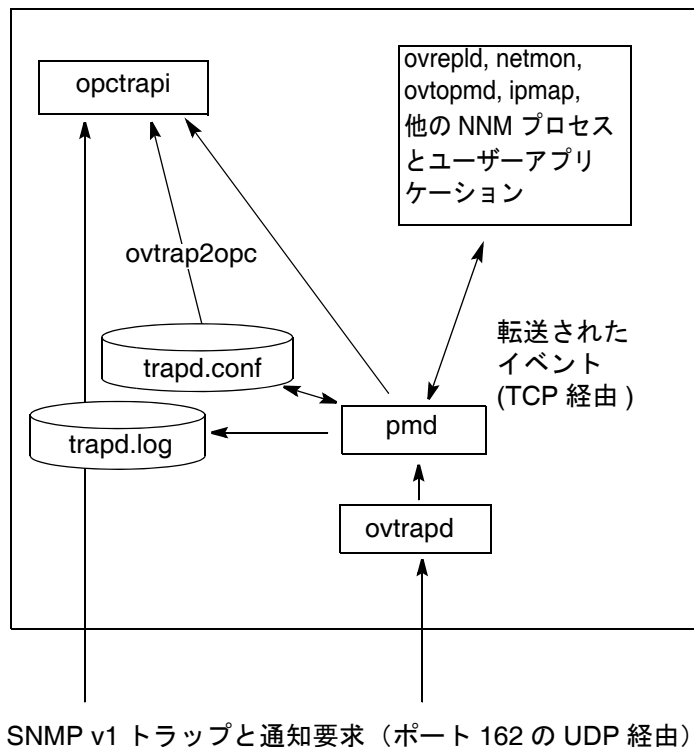 opctrapi
ovrepld, netmon,
ovtopmd, ipmap,
他の NNM プロセス
とユーザーアプリ
ケーション
ovtrap2opc
転送された
イベント
(TCP 経由 )
trapd.conf
trapd.log
pmd
ovtrapd
SNMP v1 トラップと通知要求（ポート 162 の UDP 経由）